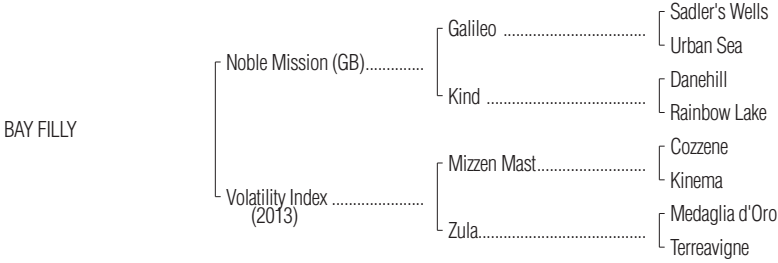 Sadler's Wells
Galileo ..................................
Urban Sea
Noble Mission (GB)..............
Danehill
Kind ......................................
Rainbow Lake
BAY FILLY
Cozzene
Mizzen Mast..........................
Kinema
Volatility Index ......................
(2013)
Medaglia d'Oro
Zula........................................
Terreavigne